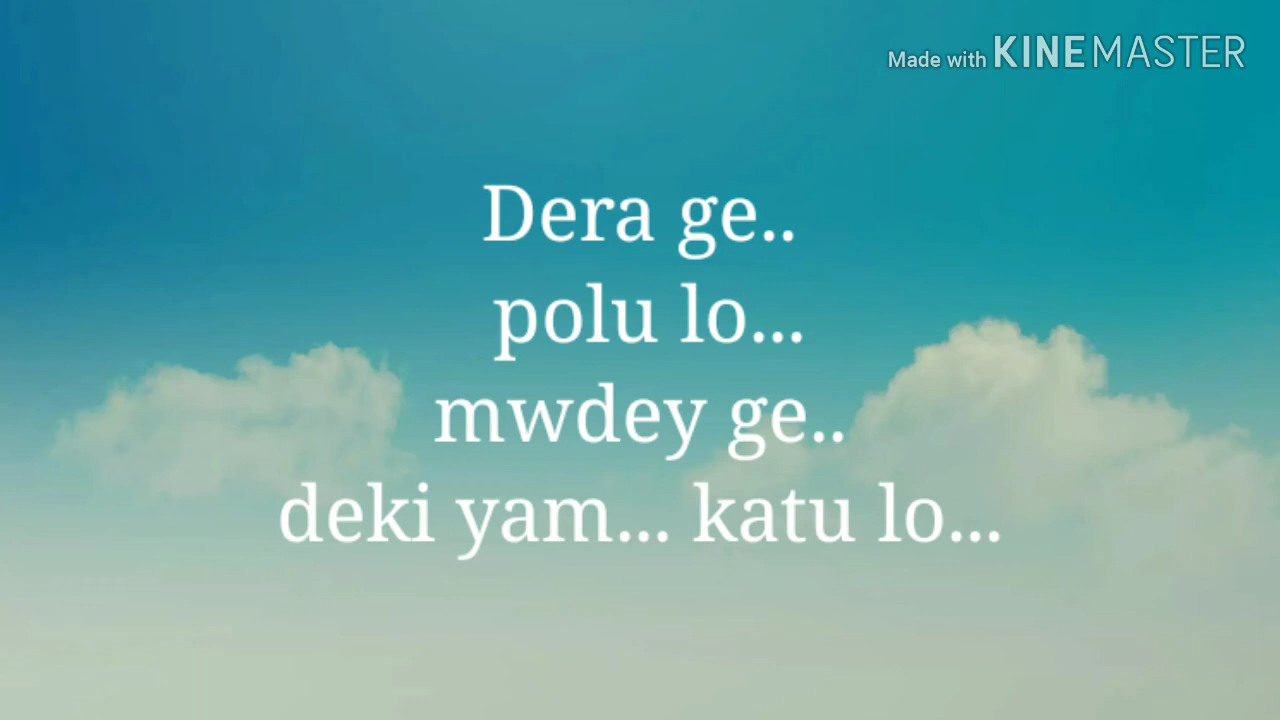 Made with KINEMASTER
Dera ge..
polu lo...
mwdey ge..
deki yam... katu lo...